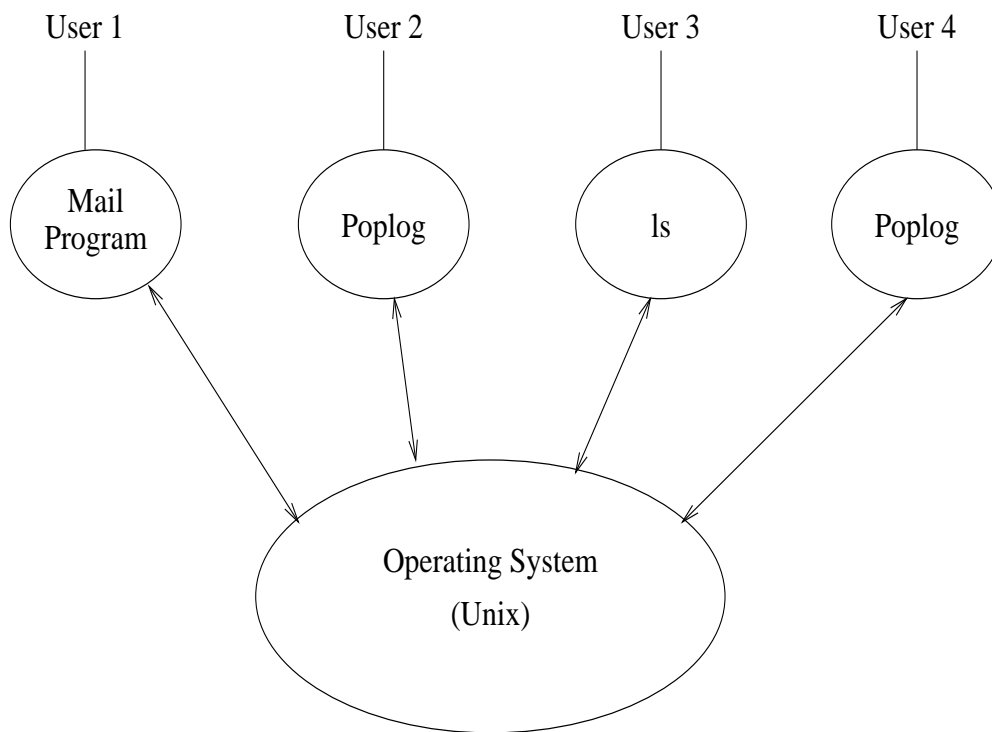 User 1
User 2
User 3
User 4
Mail
Program
Poplog
ls
Poplog
Operating System
(Unix)